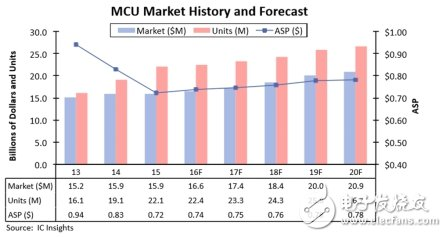 MCU Market History and Forecast
Market ($M) Units (M) ASP ($)
Billions of Dollars and Units
30.0
25.0
20.0
15.0
10.0
5.0
0.0
$1.00
$0.90
$0.80
$0.70
$0.60
$0.50
$0.40
ASP
13 14 15 16F 17F 18F 19F 20F
Market ($M) 15.2 15.9 15.9 16.6 17.4 18.4 20.0 20.9
Units (M) 16.1 19.1 22.1 22.4 23.3 24.3
ASP ($) 0.94 0.83 0.72 0.74 0.75 0.76 0.78
Source: IC Insights